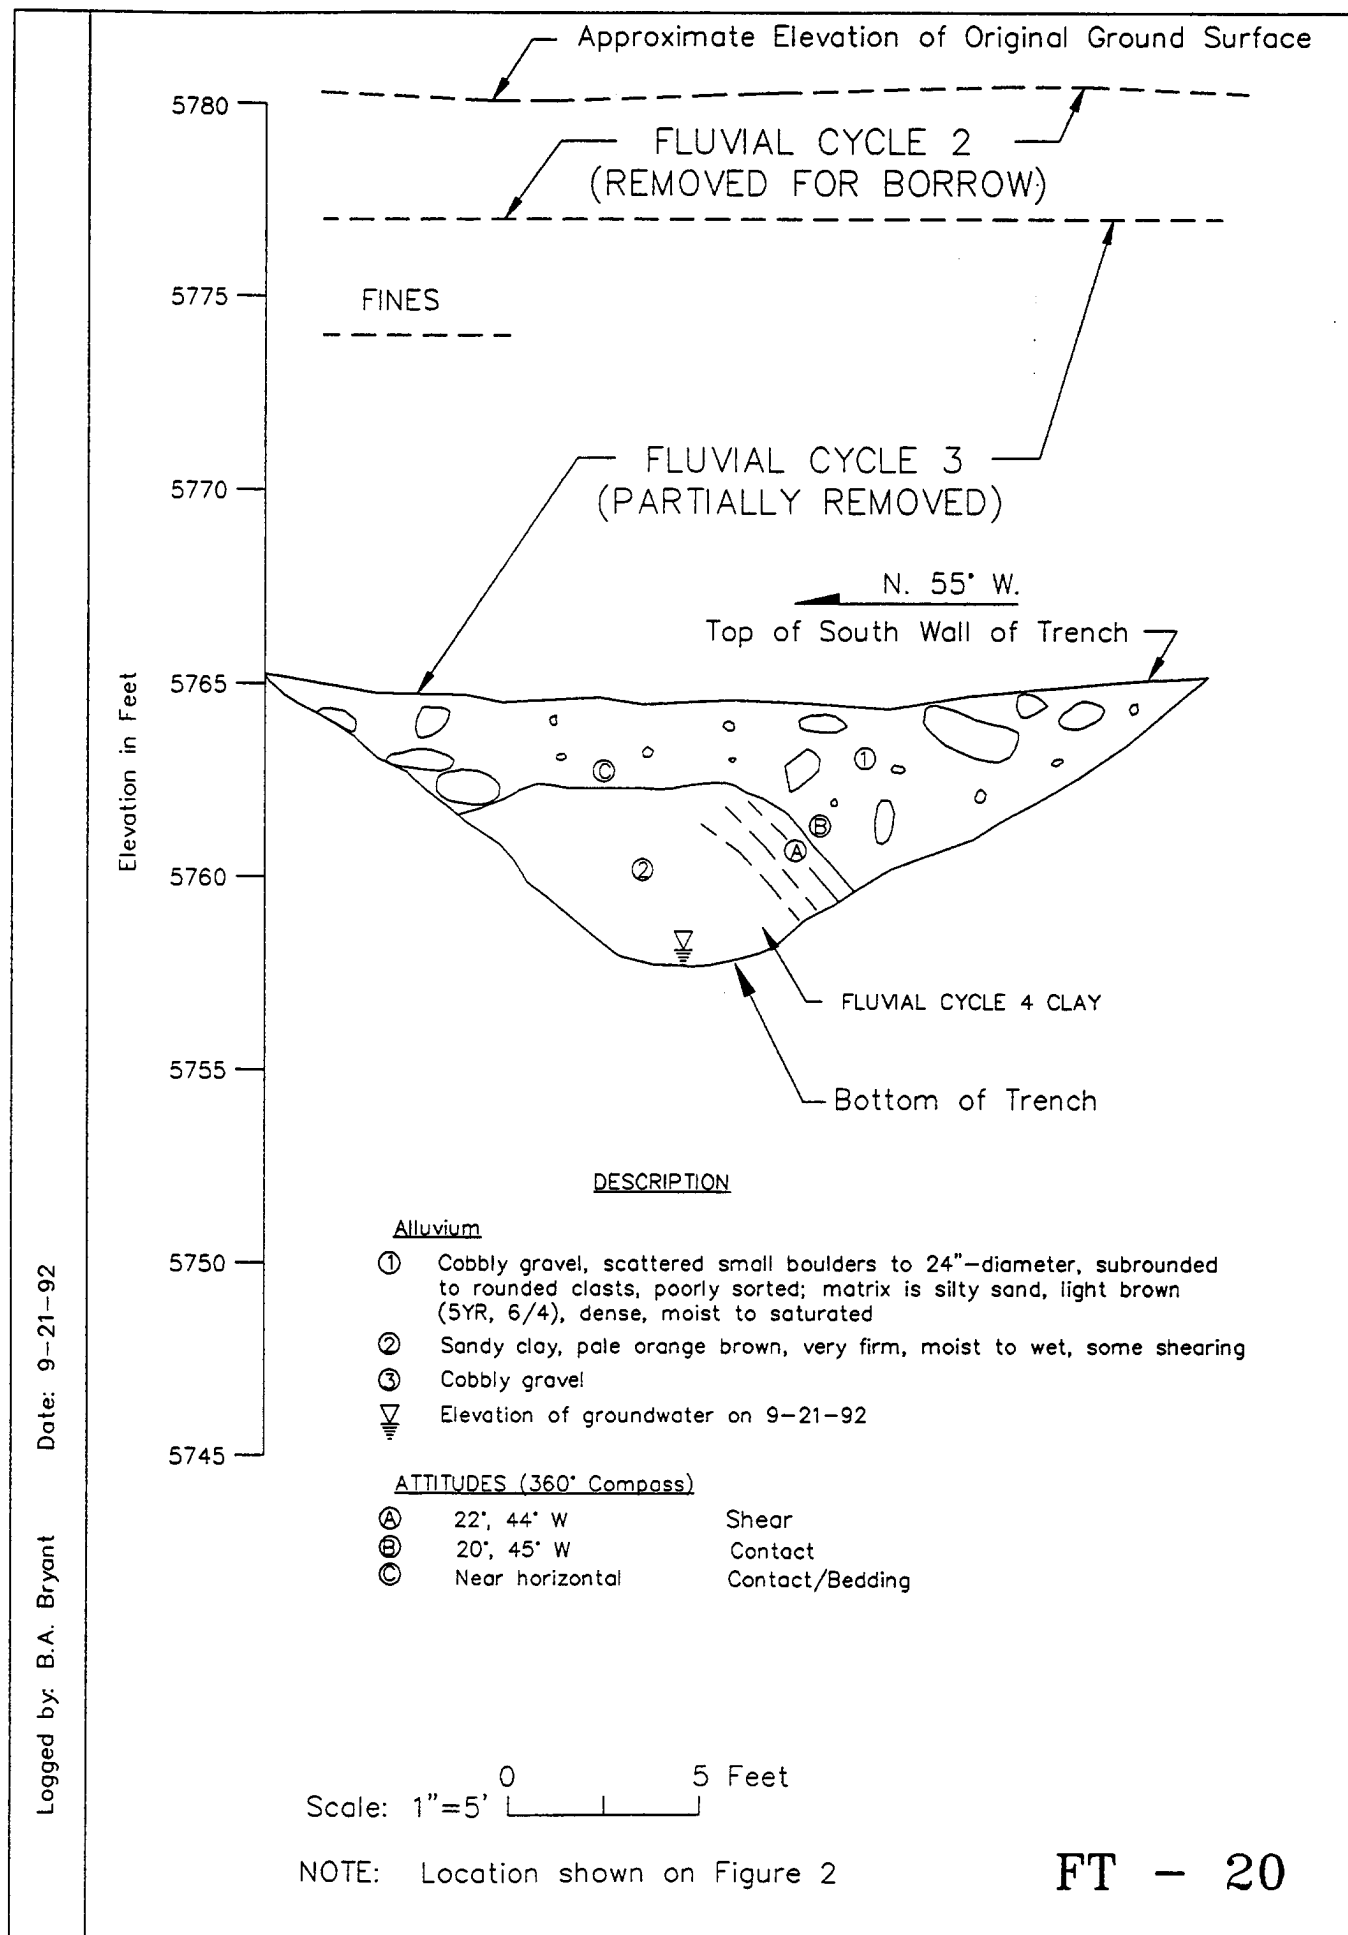 Approximate Elevation of Original Ground Surface
5780
FLUVIAL CYCLE 2
(REMOVED FOR BORROW)
5775
FINES
FLUVIAL CYCLE 3
5770
(PARTIALLY REMOVED)
N. 55° W.
Top of South Wall of Trench
5765
Elevation in Feet
1
C
B
A
5760
2
FLUVIAL CYCLE 4 CLAY
5755
Bottom of Trench
DESCRIPTION
Alluvium
5750
1 Cobbly gravel, scattered small boulders to 24"-diameter, subrounded
to rounded clasts, poorly sorted; matrix is silty sand, light brown
(5YR, 6/4), dense, moist to saturated
2 Sandy clay, pale orange brown, very firm, moist to wet, some shearing
3 Cobbly gravel
Elevation of groundwater on 9-21-92
5745
ATTITUDES (360° Compass)
A 22°, 44° W Shear
B 20°, 45° W Contact
C Near horizontal Contact/Bedding
Logged by: B.A. Bryant Date: 9-21-92
0 5 Feet
Scale: 1"=5'
NOTE: Location shown on Figure 2
FT - 20